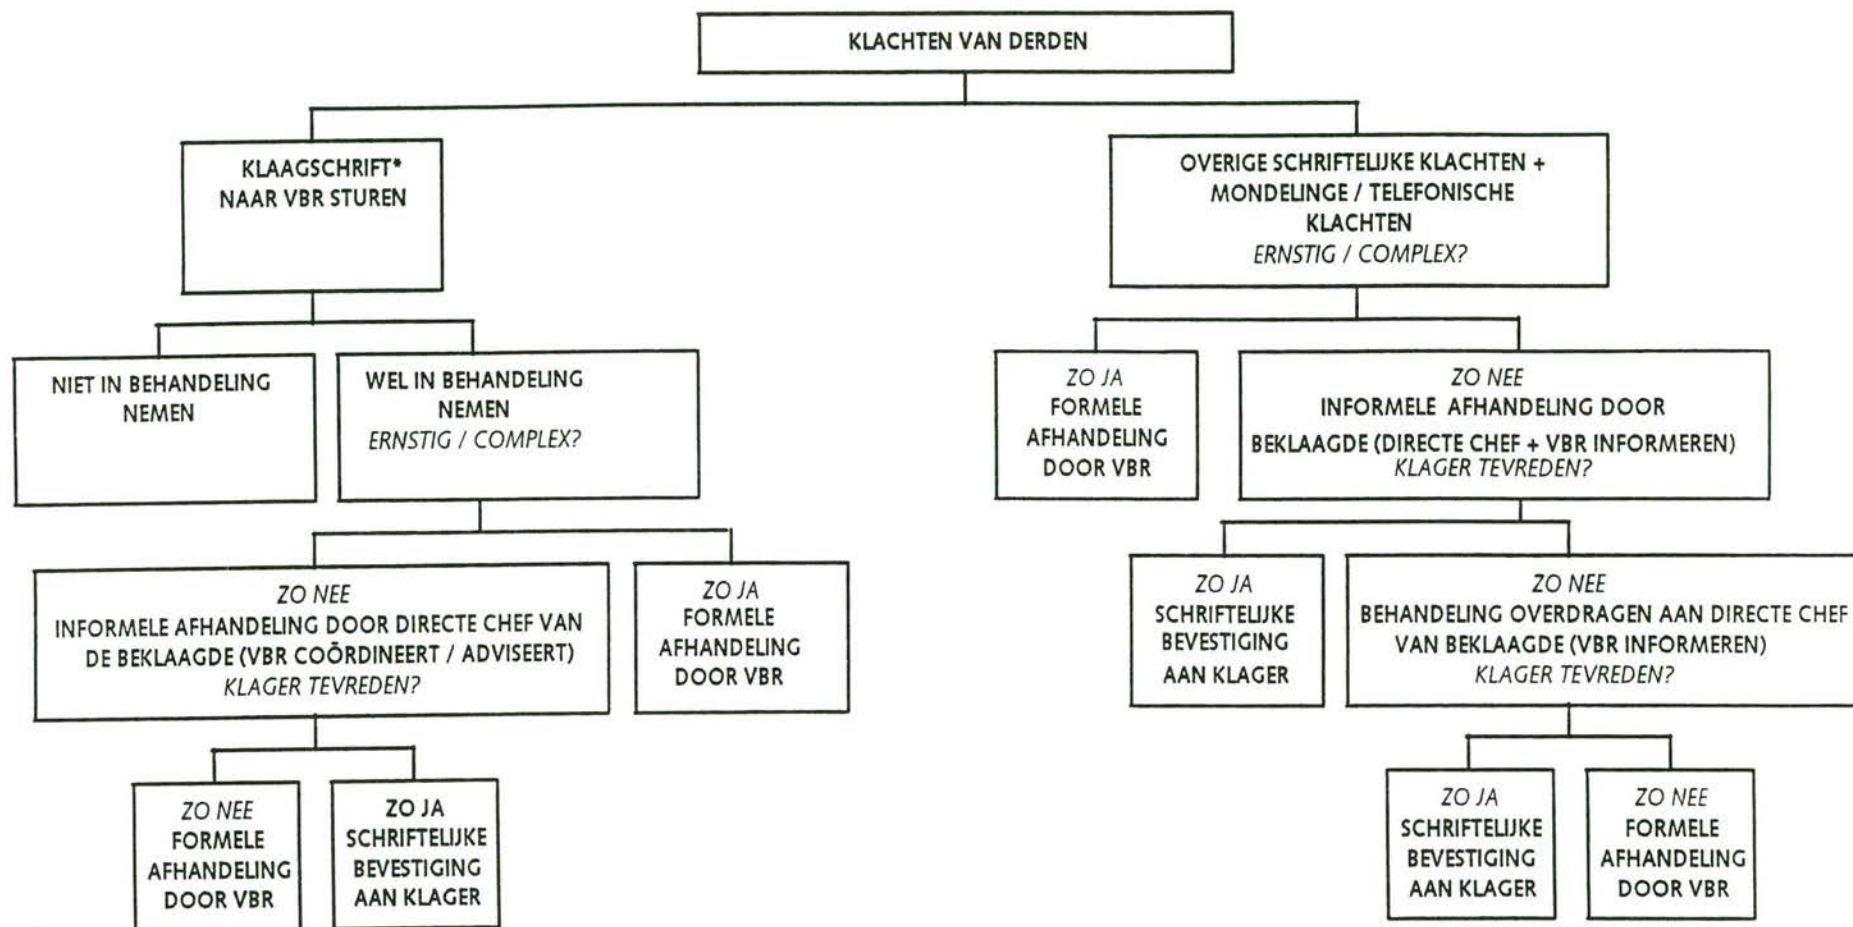 KLACHTEN VAN DERDEN
KLAAGSCHRIFT*
NAAR VBR STUREN
OVERIGE SCHRIFTELIJKE KLACHTEN +
MONDELINGE / TELEFONISCHE
KLACHTEN
ERNSTIG / COMPLEX?
NIET IN BEHANDELING
NEMEN
WEL IN BEHANDELING
NEMEN
ERNSTIG / COMPLEX?
ZO JA
FORMELE
AFHANDELING
DOOR VBR
ZO NEE
INFORMELE AFHANDELING DOOR
BEKLAAGDE (DIRECTE CHEF + VBR INFORMEREN)
KLAGER TEVREDEN?
ZO NEE
INFORMELE AFHANDELING DOOR DIRECTE CHEF VAN
DE BEKLAAGDE (VBR COÖRDINEERT / ADVISEERT)
KLAGER TEVREDEN?
ZO JA
FORMELE
AFHANDELING
DOOR VBR
ZO JA
SCHRIFTELIJKE
BEVESTIGING
AAN KLAGER
ZO NEE
BEHANDELING OVERDRAGEN AAN DIRECTE CHEF
VAN BEKLAAGDE (VBR INFORMEREN)
KLAGER TEVREDEN?
ZO NEE
FORMELE
AFHANDELING
DOOR VBR
ZO JA
SCHRIFTELIJKE
BEVESTIGING
AAN KLAGER
ZO JA
SCHRIFTELIJKE
BEVESTIGING
AAN KLAGER
ZO NEE
FORMELE
AFHANDELING
DOOR VBR